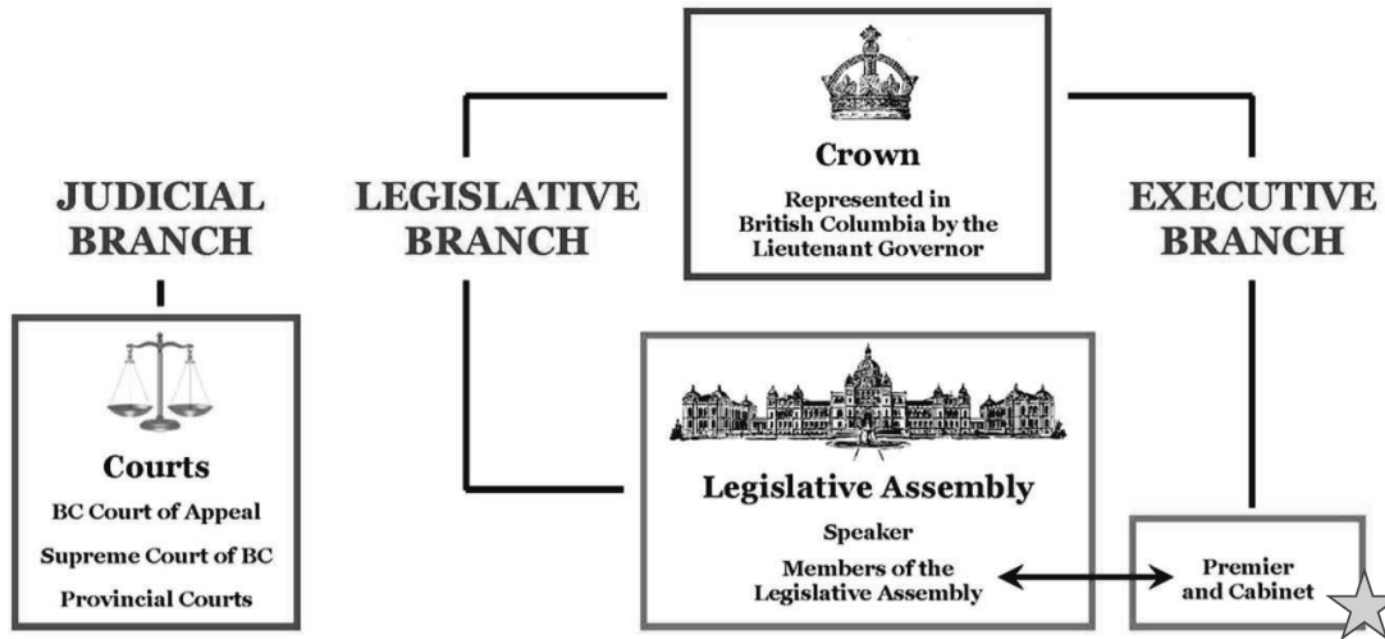 JUDICIAL
BRANCH
Courts
BC Court of Appeal
Supreme Court of BC
Provincial Courts
LEGISLATIVE
BRANCH
Crown
Represented in
British Columbia by the
Lieutenant Governor
Legislative Assembly
Speaker
Members of the
Legislative Assembly
EXECUTIVE
BRANCH
Premier
and Cabinet